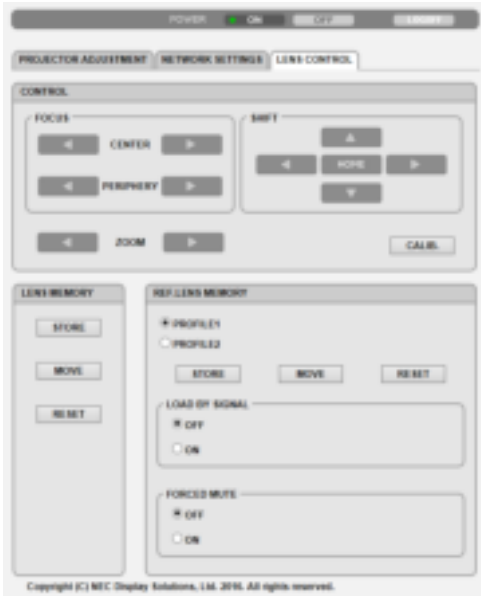 POWER ON OFF LOGOFF
PROJECTOR ADJUSTMENT NETWORK SETTINGS LENS CONTROL
CONTROL
FOCUS
CENTER
PERIPHERY
ZOOM
SHIFT
HOME
CALIB.
LENS MEMORY
STORE
MOVE
RESET
REF.LENS MEMORY
PROFILE1
PROFILE2
STORE MOVE RESET
LOAD BY SIGNAL
OFF
ON
FORCED MUTE
OFF
ON
Copyright (C) NEC Display Solutions, Ltd. 2016. All rights reserved.